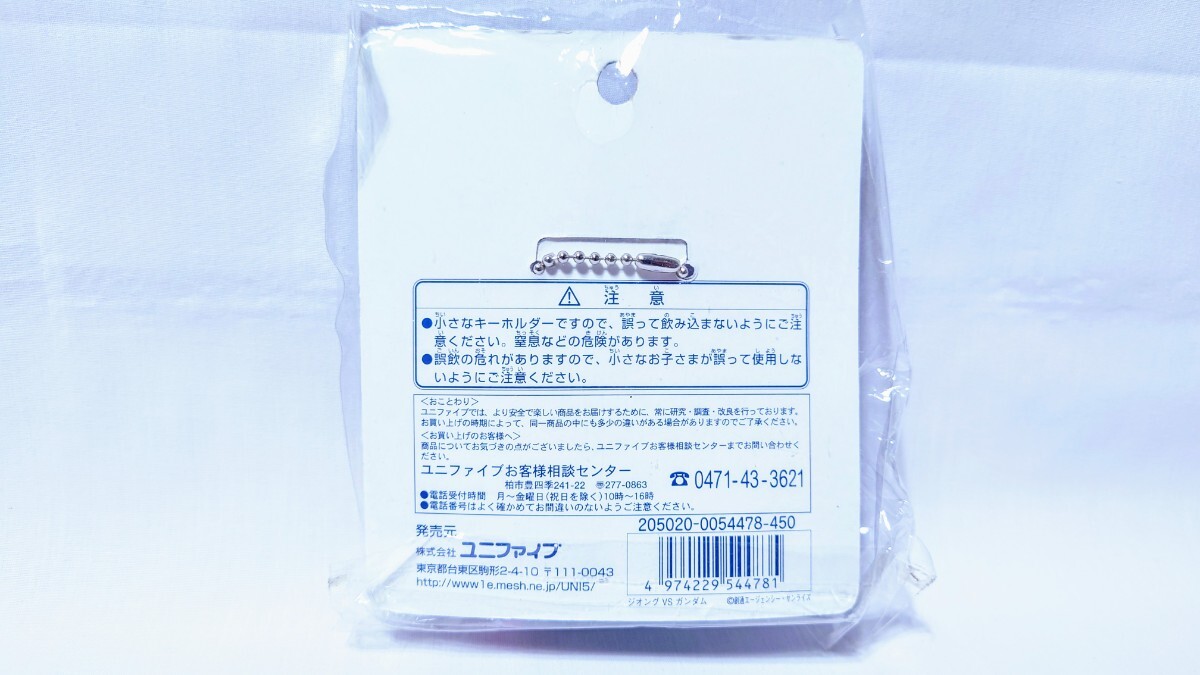 ⚠ 注意
●小さなキーホルダーですので、誤って飲み込まないようにご注
意ください。窒息などの危険があります。
●誤飲の危れがありますので、小さなお子さまが誤って使用しな
いようにご注意ください。
<おことわり>
ユニファイブでは、より安全で楽しい商品をお届けするために、常に研究・調査・改良を行っております。
お買い上げの時期によって、同一商品の中にも多少の違いがある場合がありますのでご了承ください。
<お買い上げのお客様へ>
商品についてお気づきの点がございましたら、ユニファイブお客様相談センターまでお問い合わせくだ
さい。
ユニファイブお客様相談センター ☎0471-43-3621
柏市豊四季241-22 〠277-0863
●電話受付時間 月〜金曜日(祝日を除く)10時〜16時
●電話番号はよく確かめてお間違いのないようご注意ください。
発売元
株式会社 ユニファイブ
東京都台東区駒形2-4-10 〒111-0043
http://www1e.mesh.ne.jp/UNI5/
205020-0054478-450
4 974229 544781
ジオング VS ガンダム ©創通エージェンシー・サンライズ